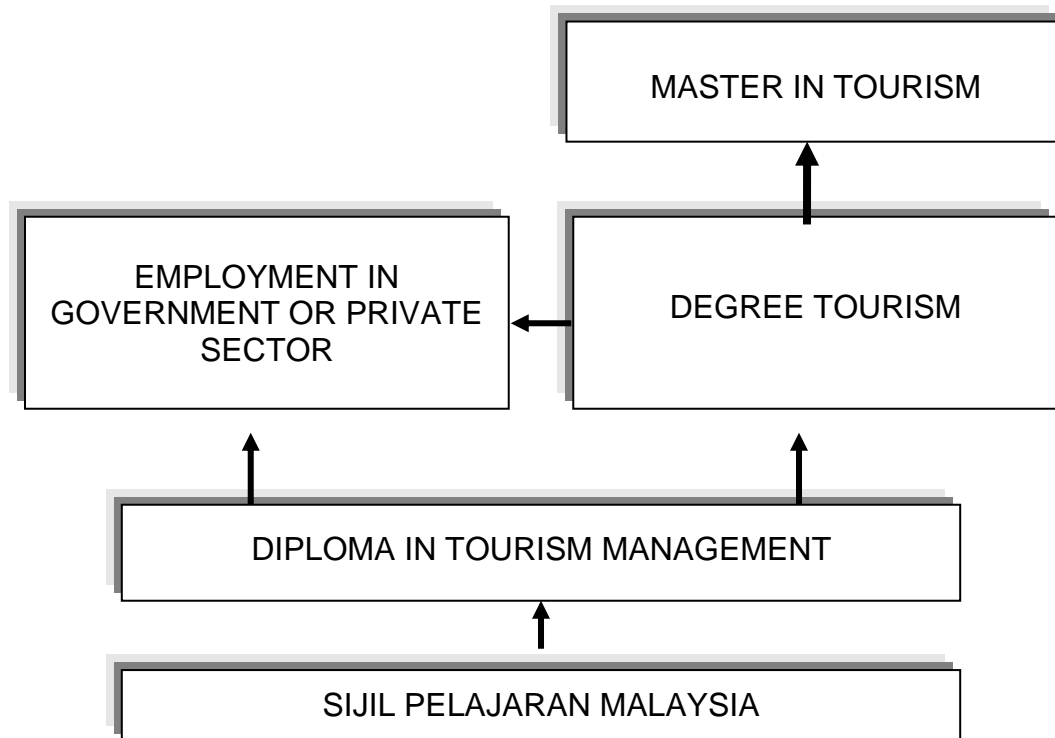 MASTER IN TOURISM
EMPLOYMENT IN
GOVERNMENT OR PRIVATE
SECTOR
DEGREE TOURISM
DIPLOMA IN TOURISM MANAGEMENT
SIJIL PELAJARAN MALAYSIA